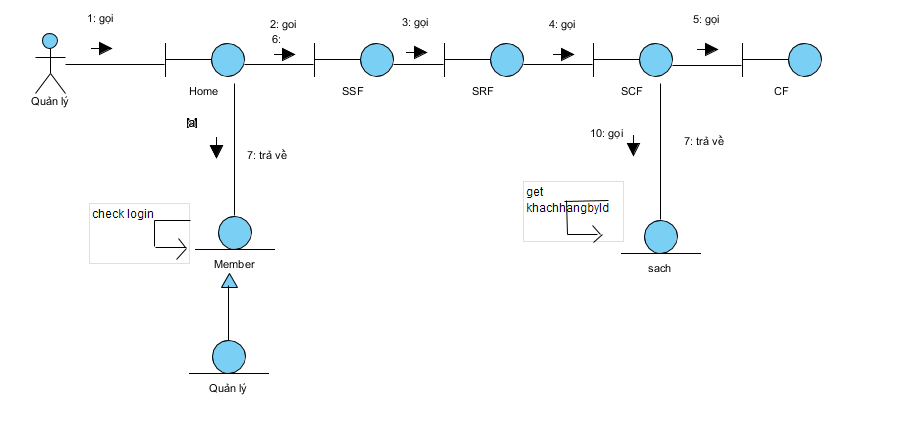 1: gọi
2: goi
6:
3: gọi
4: gọi
5: gọi
Quản lý
Home
SSF
SRF
SCF
CF
[a]
7: trả về
10: gọi
7: trả về
check login
get
khachhangbyId
Member
sach
Quản lý